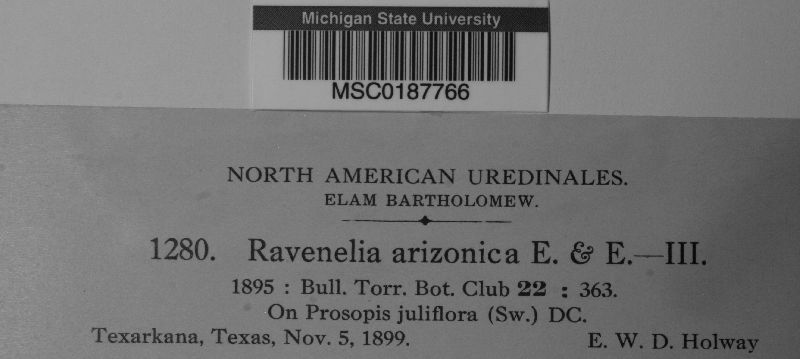 Michigan State University
MSC0187766
NORTH AMERICAN UREDINALES.
ELAM BARTHOLOMEW.
1280. Ravenelia arizonica E. & E.—III.
1895 : Bull. Torr. Bot. Club 22 : 363.
On Prosopis juliflora (Sw.) DC.
Texarkana, Texas, Nov. 5, 1899. E. W. D. Holway